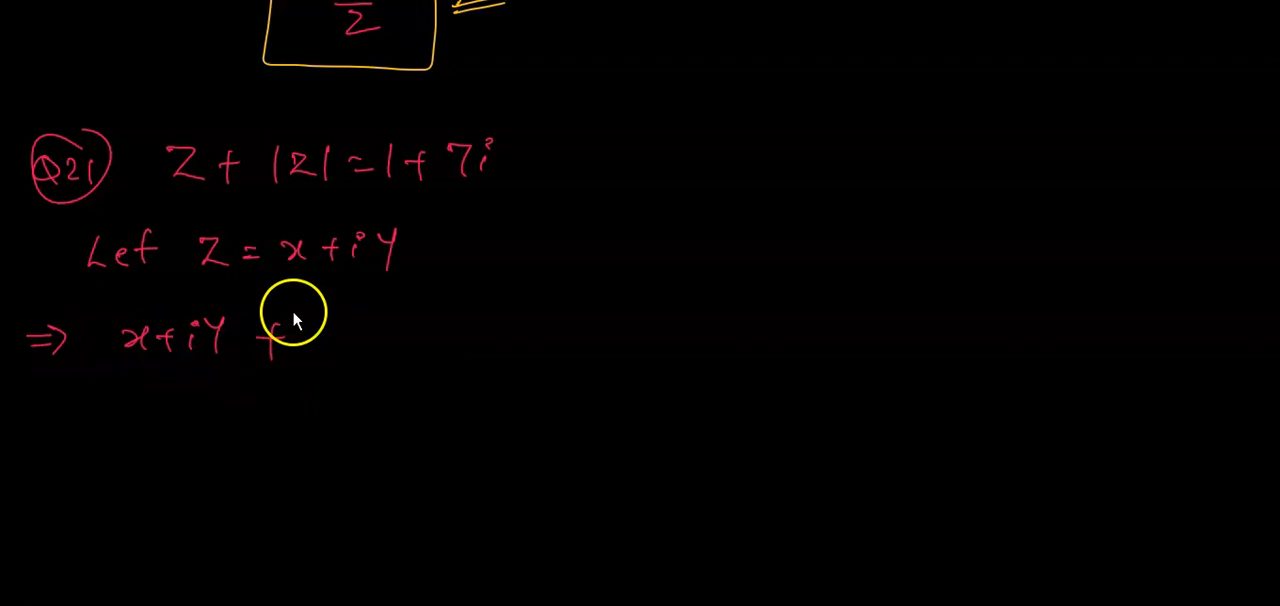 Z
Q21 Z + |Z| = 1 + 7i
Let Z = x + iy
⇒ x + iy +